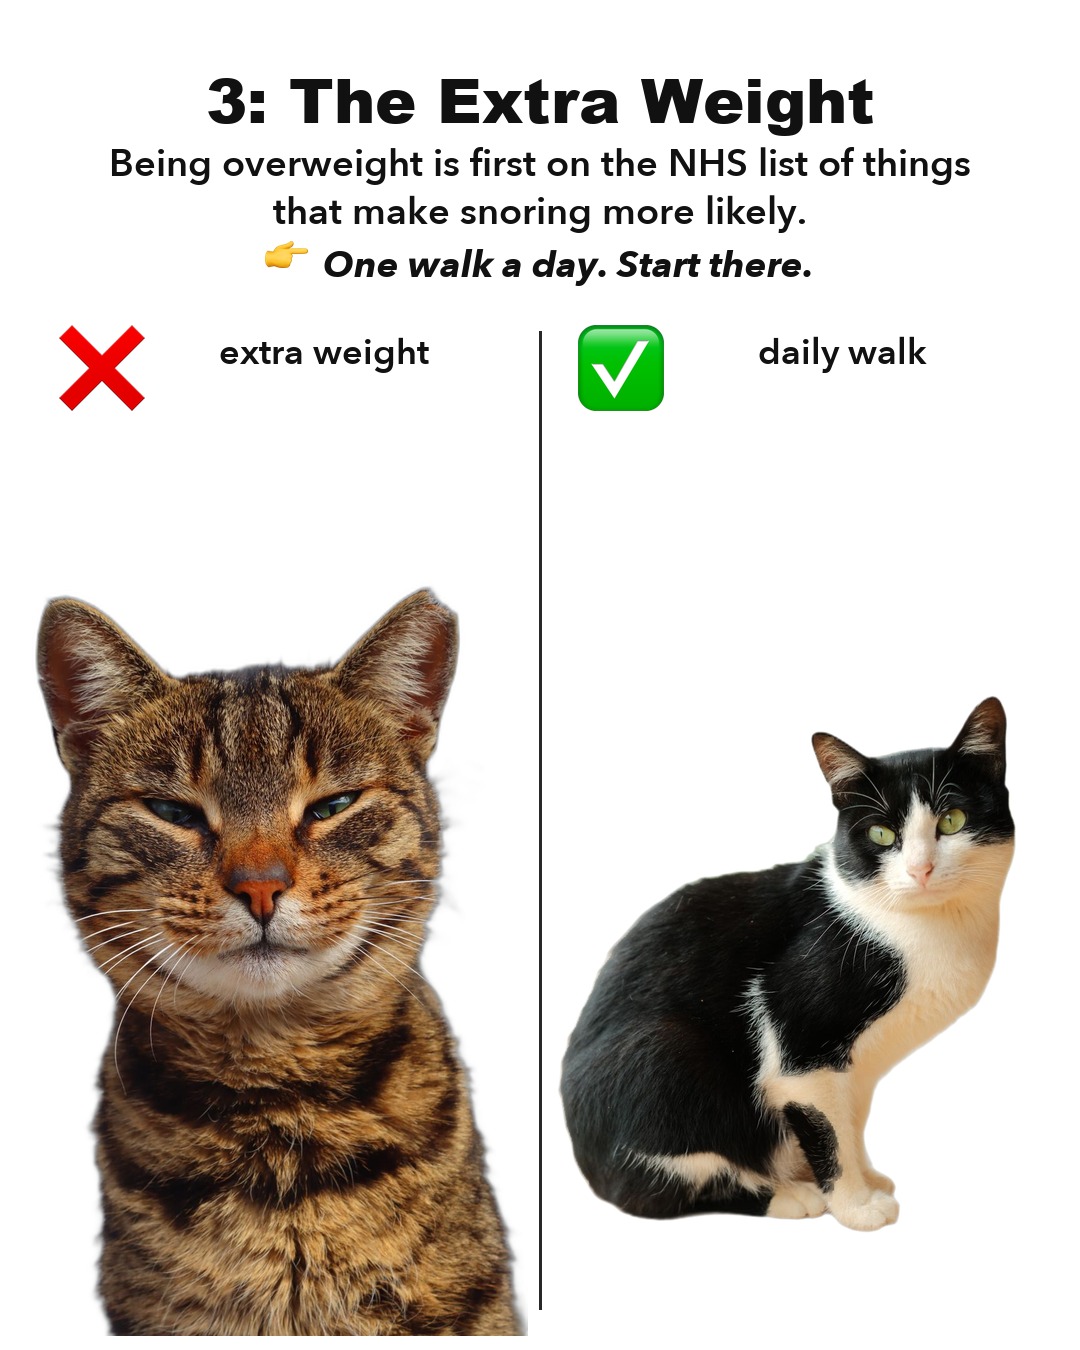 3: The Extra Weight
Being overweight is first on the NHS list of things
that make snoring more likely.
👉 One walk a day. Start there.
extra weight
daily walk